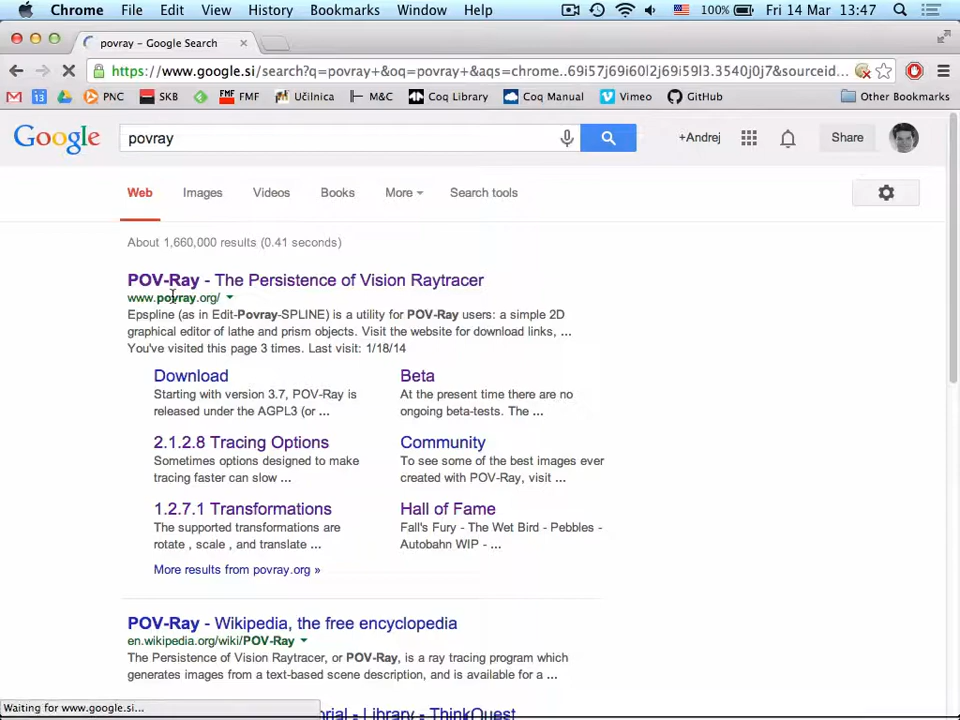 Chrome File Edit View History Bookmarks Window Help 100% Fri 14 Mar 13:47
povray - Google Search
https://www.google.si/search?q=povray+&oq=povray+&aqs=chrome..69i57j69i60l2j69i59l3.3540j0j7&sourceid...
13 PNC SKB FMF FMF Učilnica M&C Coq Library Coq Manual Vimeo GitHub Other Bookmarks
Google povray +Andrej Share
Web Images Videos Books More Search tools
About 1,660,000 results (0.41 seconds)
POV-Ray - The Persistence of Vision Raytracer
www.povray.org/
Epspline (as in Edit-Povray-SPLINE) is a utility for POV-Ray users: a simple 2D
graphical editor of lathe and prism objects. Visit the website for download links, ...
You've visited this page 3 times. Last visit: 1/18/14
Download
Starting with version 3.7, POV-Ray is
released under the AGPL3 (or ...
Beta
At the present time there are no
ongoing beta-tests. The ...
2.1.2.8 Tracing Options
Sometimes options designed to make
tracing faster can slow ...
Community
To see some of the best images ever
created with POV-Ray, visit ...
1.2.7.1 Transformations
The supported transformations are
rotate , scale , and translate ...
Hall of Fame
Fall's Fury - The Wet Bird - Pebbles -
Autobahn WIP - ...
More results from povray.org »
POV-Ray - Wikipedia, the free encyclopedia
en.wikipedia.org/wiki/POV-Ray
The Persistence of Vision Raytracer, or POV-Ray, is a ray tracing program which
generates images from a text-based scene description, and is available for a ...
- Library - ThinkQuest
Waiting for www.google.si...